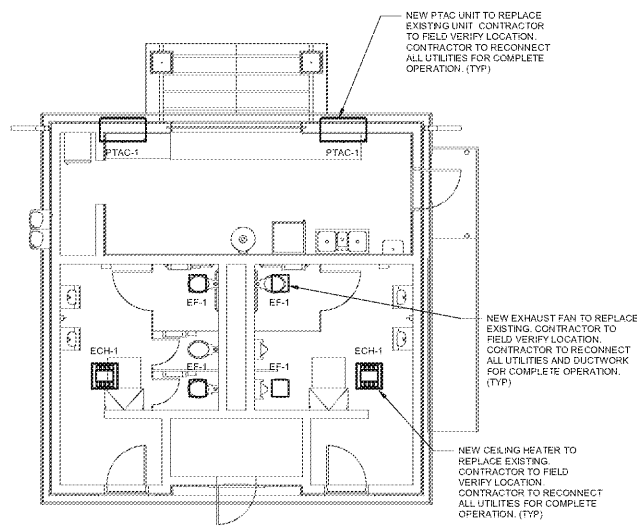 NEW PTAC UNIT TO REPLACE
EXISTING UNIT. CONTRACTOR
TO FIELD VERIFY LOCATION.
CONTRACTOR TO RECONNECT
ALL UTILITIES FOR COMPLETE
OPERATION. (TYP)
PTAC-1
PTAC-1
EF-1
EF-1
NEW EXHAUST FAN TO REPLACE
EXISTING. CONTRACTOR TO
FIELD VERIFY LOCATION.
CONTRACTOR TO RECONNECT
ALL UTILITIES AND DUCTWORK
FOR COMPLETE OPERATION.
(TYP)
ECH-1
EF-1
EF-1
ECH-1
NEW CEILING HEATER TO
REPLACE EXISTING.
CONTRACTOR TO FIELD
VERIFY LOCATION.
CONTRACTOR TO RECONNECT
ALL UTILITIES FOR COMPLETE
OPERATION. (TYP)